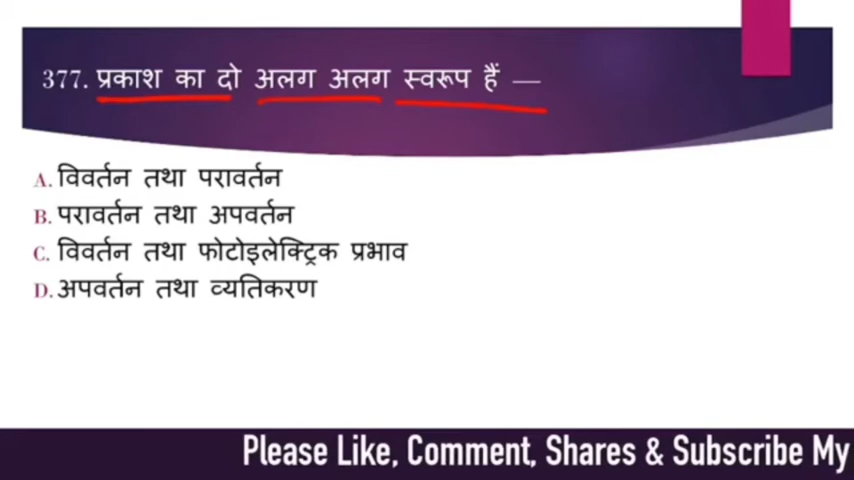 377. प्रकाश का दो अलग अलग स्वरूप हैं —
A. विवर्तन तथा परावर्तन
B. परावर्तन तथा अपवर्तन
C. विवर्तन तथा फोटोइलेक्ट्रिक प्रभाव
D. अपवर्तन तथा व्यतिकरण
Please Like, Comment, Shares & Subscribe My